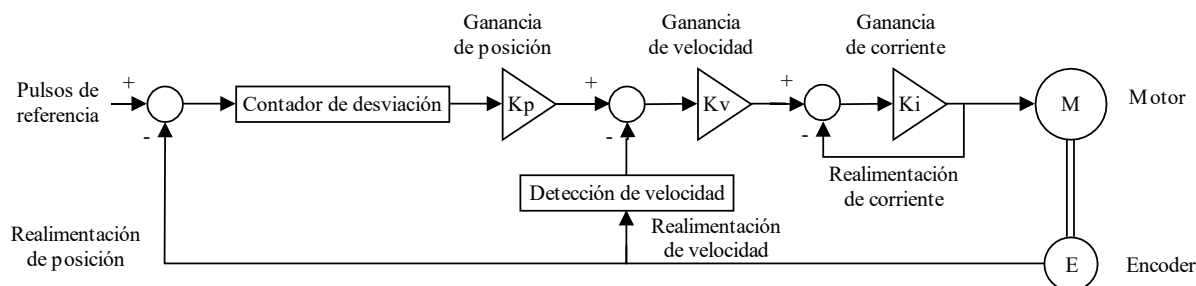 Ganancia
de posición
Ganancia
de velocidad
Ganancia
de corriente
Pulsos de
referencia
+
-
Contador de desviación
Kp
+
-
Kv
+
-
Ki
M
Motor
Detección de velocidad
Realimentación
de corriente
Realimentación
de posición
Realimentación
de velocidad
E
Encoder